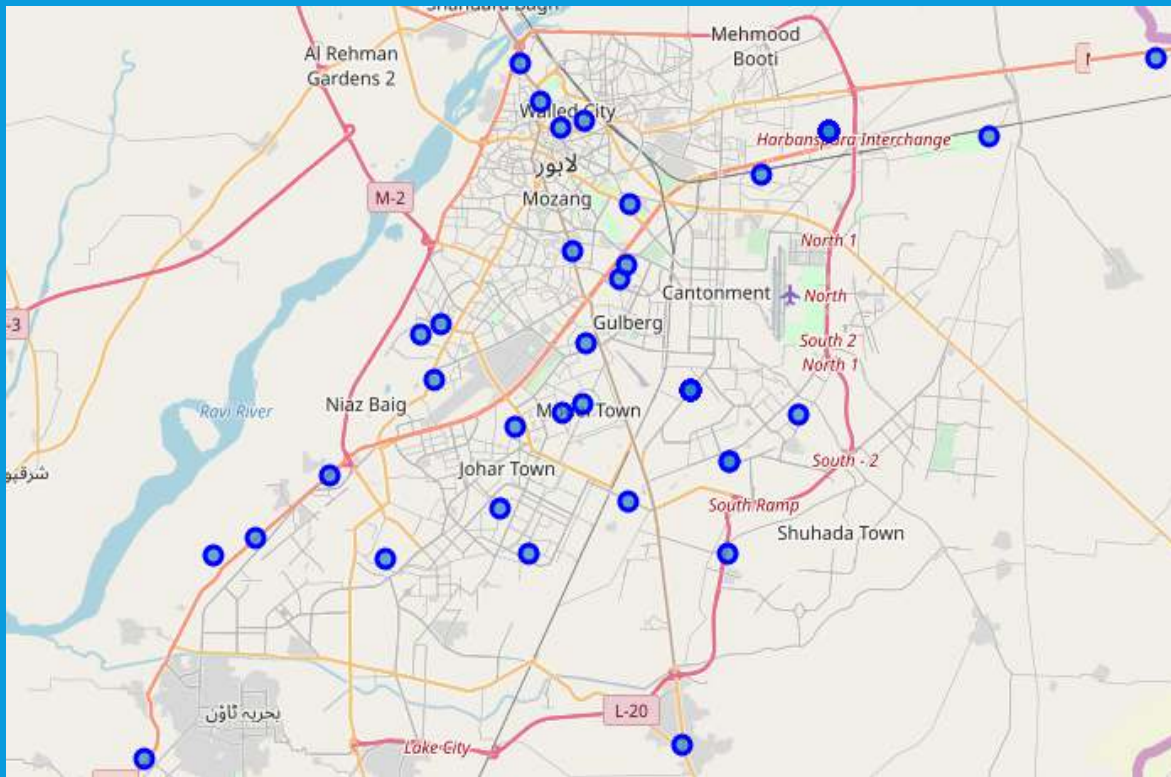 Shahdara Bagh
Mehmood
Booti
Al Rehman
Gardens 2
Walled City
Harbanspura Interchange
لاہور
M-2
Mozang
North 1
Cantonment
North
-3
Gulberg
South 2
North 1
Niaz Baig
Ravi River
Model Town
South - 2
Johar Town
شرقپو
South Ramp
Shuhada Town
بحریہ ٹاؤن
L-20
Lake City